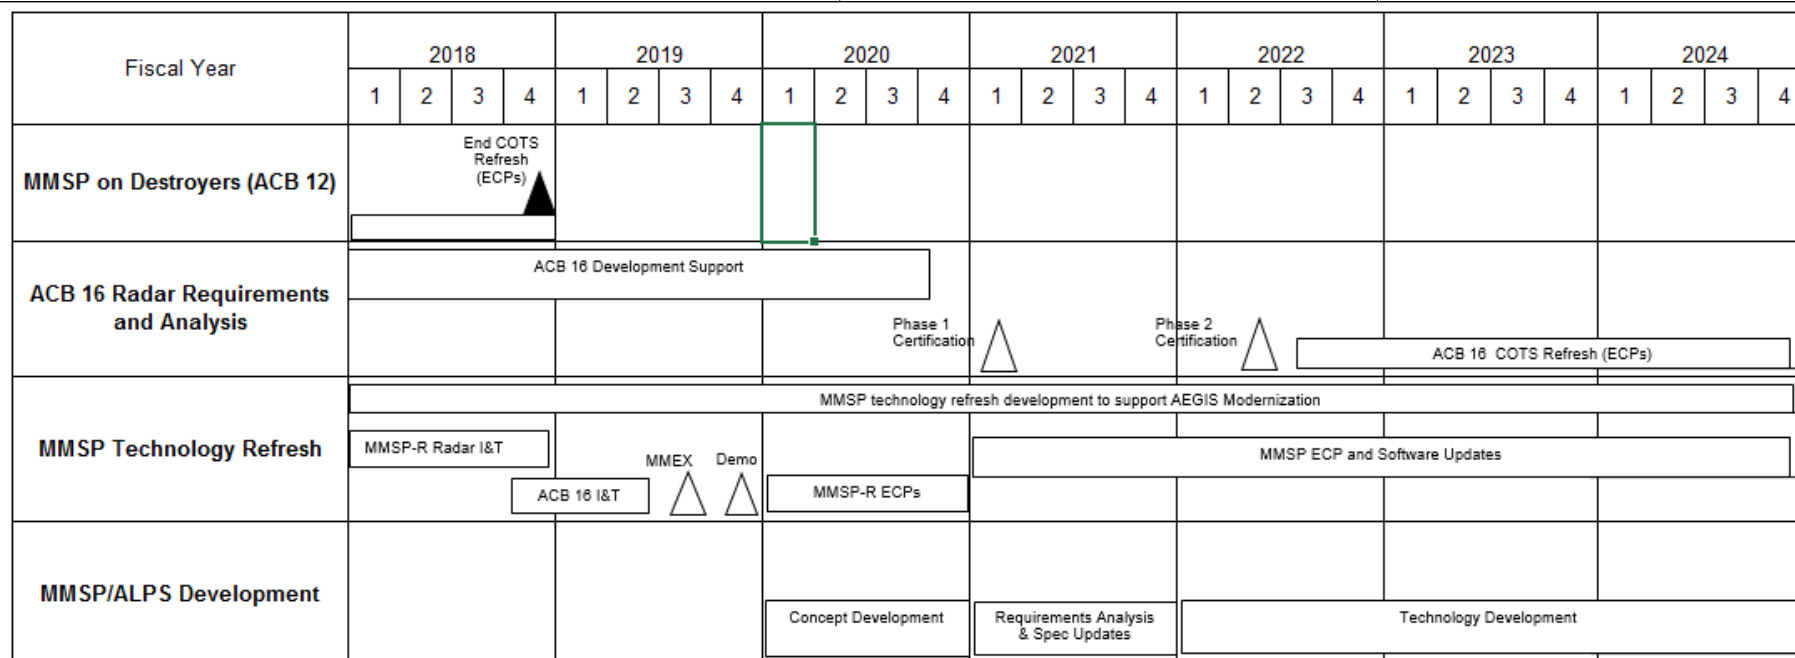 Fiscal Year
2018 2019 2020 2021 2022 2023 2024
1 2 3 4 1 2 3 4 1 2 3 4 1 2 3 4 1 2 3 4 1 2 3 4 1 2 3 4
MMSP on Destroyers (ACB 12)
End COTS
Refresh
(ECPs)
ACB 16 Radar Requirements
and Analysis
ACB 16 Development Support
Phase 1
Certification
Phase 2
Certification
ACB 16 COTS Refresh (ECPs)
MMSP Technology Refresh
MMSP technology refresh development to support AEGIS Modernization
MMSP-R Radar I&T
ACB 16 I&T
MMEX
Demo
MMSP-R ECPs
MMSP ECP and Software Updates
MMSP/ALPS Development
Concept Development
Requirements Analysis
& Spec Updates
Technology Development